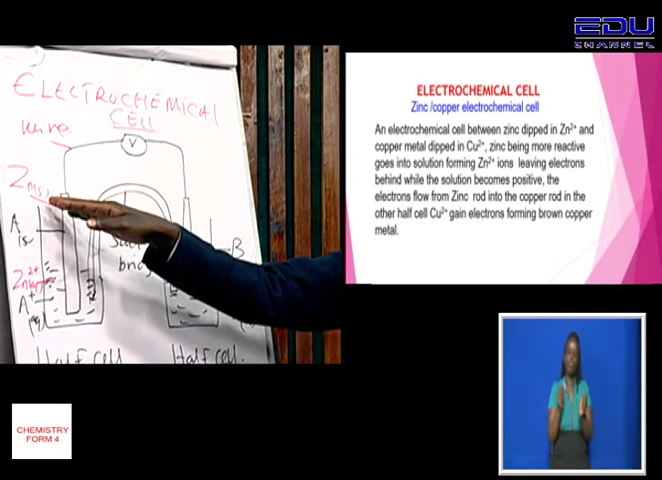 EDU
CHANNEL
ELECTROCHEMICAL
CELL
wire
V
Zn(s)
A
Salt
bridge
B
Zn2+
A+
(aq)
Half cell
Half cell.
ELECTROCHEMICAL CELL
Zinc /copper electrochemical cell
An electrochemical cell between zinc dipped in Zn²⁺ and
copper metal dipped in Cu²⁺, zinc being more reactive
goes into solution forming Zn²⁺ ions leaving electrons
behind while the solution becomes positive, the
electrons flow from Zinc rod into the copper rod in the
other half cell Cu²⁺ gain electrons forming brown copper
metal.
CHEMISTRY
FORM 4